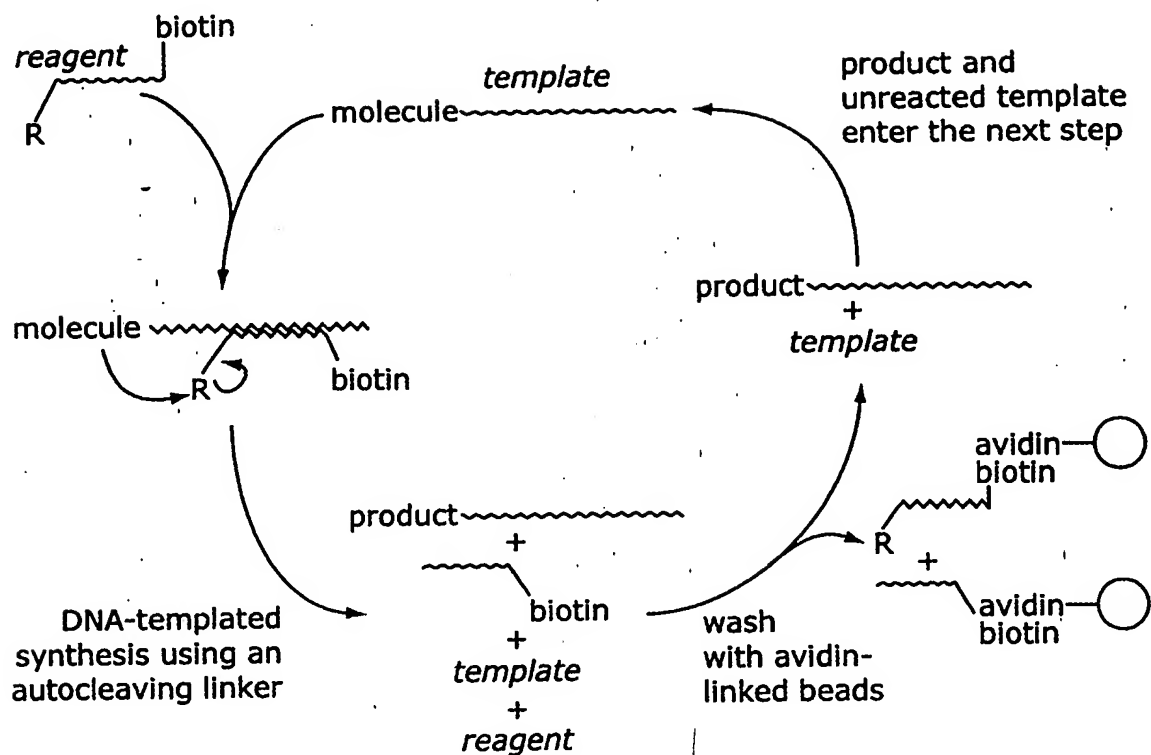 biotin
reagent
R
template
molecule
product and
unreacted template
enter the next step
molecule
R
biotin
product
+
template
avidin
biotin
R
+
avidin
biotin
product
+
biotin
+
template
+
reagent
DNA-templated
synthesis using an
autocleaving linker
wash
with avidin-
linked beads